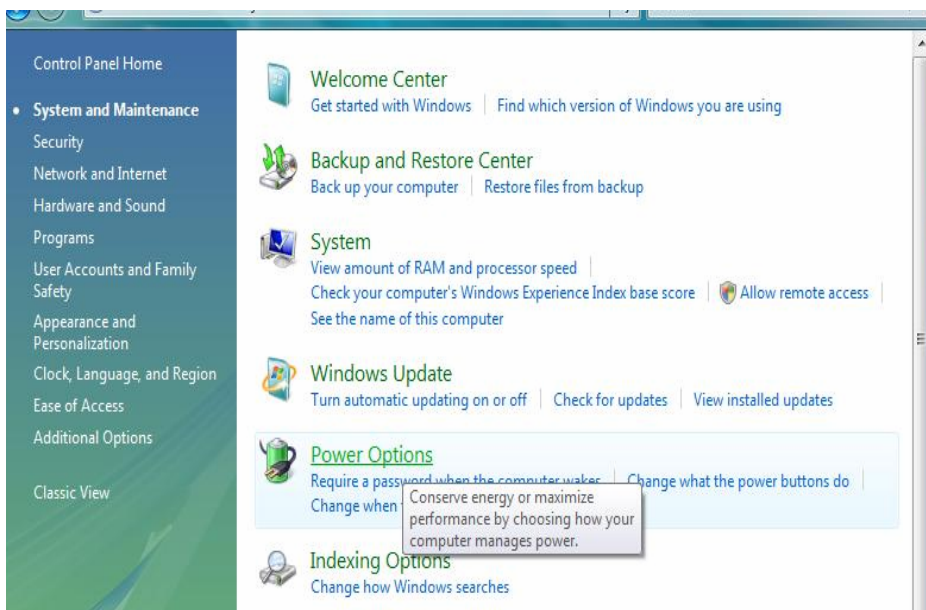 Control Panel Home
System and Maintenance
Security
Network and Internet
Hardware and Sound
Programs
User Accounts and Family
Safety
Appearance and
Personalization
Clock, Language, and Region
Ease of Access
Additional Options
Classic View
Welcome Center
Get started with Windows | Find which version of Windows you are using
Backup and Restore Center
Back up your computer | Restore files from backup
System
View amount of RAM and processor speed
Check your computer's Windows Experience Index base score | Allow remote access
See the name of this computer
Windows Update
Turn automatic updating on or off | Check for updates | View installed updates
Power Options
Require a password when the computer wakes | Change what the power buttons do
Change when
Conserve energy or maximize
performance by choosing how your
computer manages power.
Indexing Options
Change how Windows searches